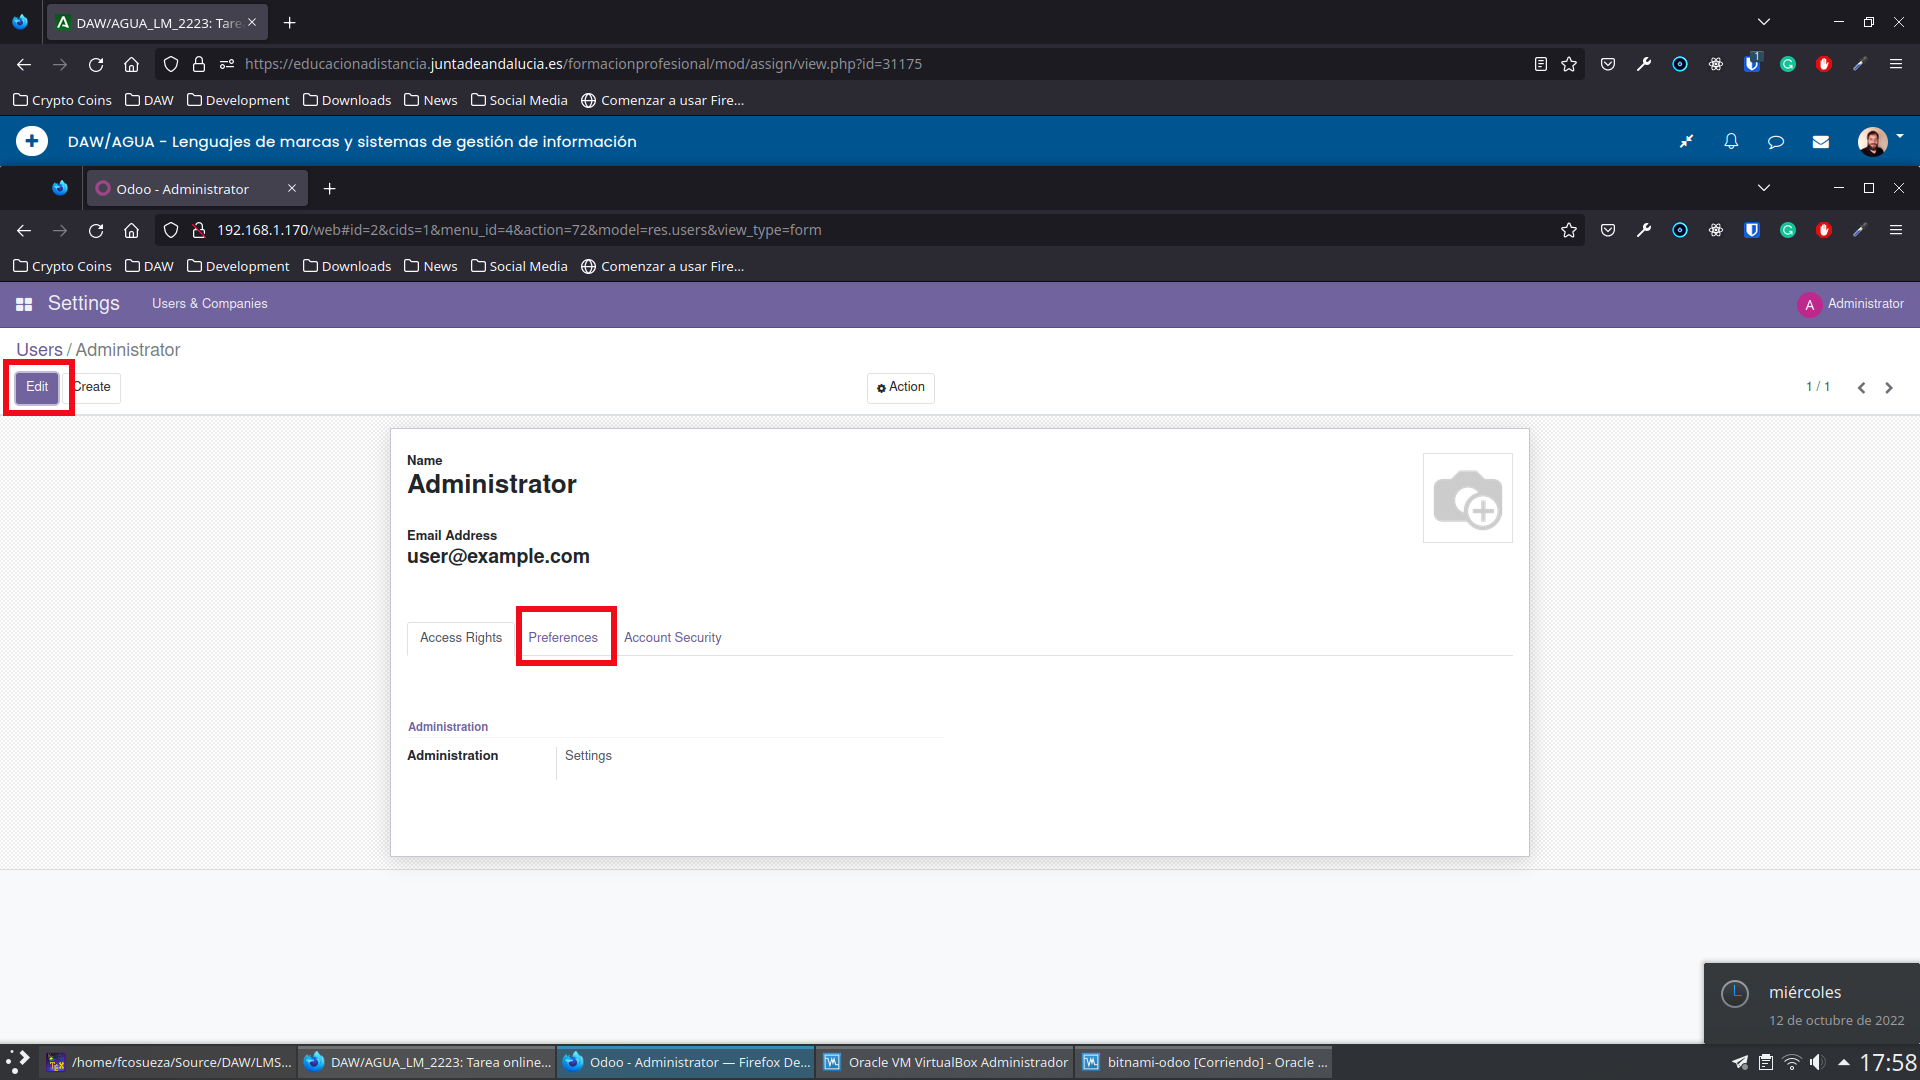 DAW/AGUA_LM_2223: Tare
https://educacionadistancia.juntadeandalucia.es/formacionprofesional/mod/assign/view.php?id=31175
1
Crypto Coins DAW Development Downloads News Social Media Comenzar a usar Fire...
DAW/AGUA - Lenguajes de marcas y sistemas de gestión de información
Odoo - Administrator
192.168.1.170/web#id=2&cids=1&menu_id=4&action=72&model=res.users&view_type=form
Crypto Coins DAW Development Downloads News Social Media Comenzar a usar Fire...
Settings Users & Companies A Administrator
Users / Administrator
Edit Create Action 1 / 1
Name
Administrator
Email Address
user@example.com
Access Rights Preferences Account Security
Administration
Administration Settings
miércoles
12 de octubre de 2022
/home/fcosueza/Source/DAW/LMS... DAW/AGUA_LM_2223: Tarea online... Odoo - Administrator — Firefox De... Oracle VM VirtualBox Administrador bitnami-odoo [Corriendo] - Oracle ... 17:58